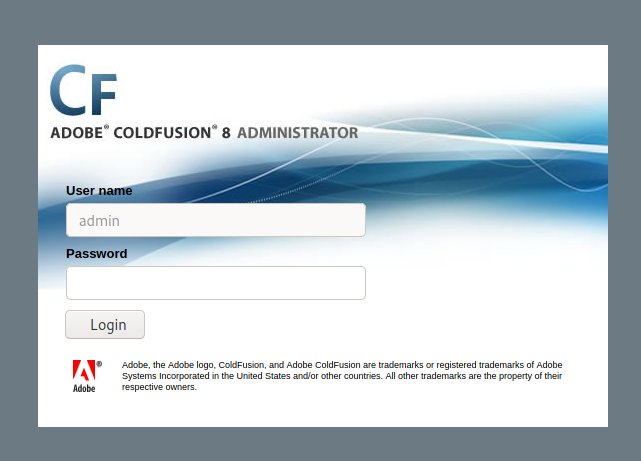 CF
ADOBE® COLDFUSION® 8 ADMINISTRATOR
User name
admin
Password
Login
Adobe, the Adobe logo, ColdFusion, and Adobe ColdFusion are trademarks or registered trademarks of Adobe
Systems Incorporated in the United States and/or other countries. All other trademarks are the property of their
respective owners.
®
Adobe